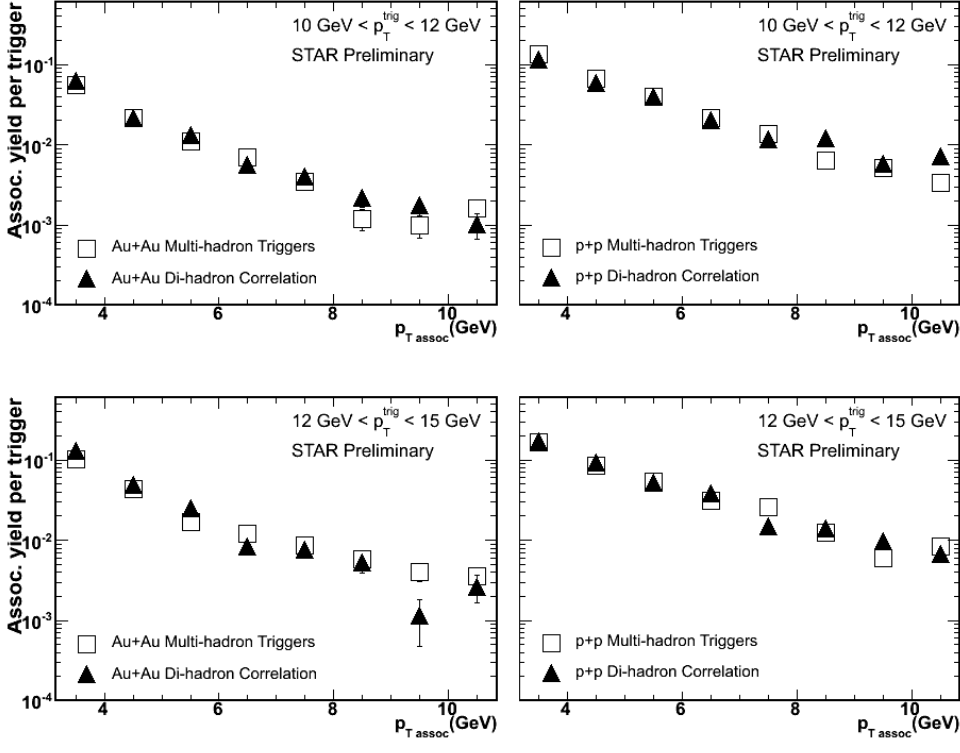 10 GeV < p_T^trig < 12 GeV
STAR Preliminary
Assoc. yield per trigger
10^-1
10^-2
10^-3
10^-4
Au+Au Multi-hadron Triggers
Au+Au Di-hadron Correlation
4 6 8 10
p_T assoc(GeV)
10 GeV < p_T^trig < 12 GeV
STAR Preliminary
p+p Multi-hadron Triggers
p+p Di-hadron Correlation
4 6 8 10
p_T assoc(GeV)
12 GeV < p_T^trig < 15 GeV
STAR Preliminary
Assoc. yield per trigger
10^-1
10^-2
10^-3
10^-4
Au+Au Multi-hadron Triggers
Au+Au Di-hadron Correlation
4 6 8 10
p_T assoc(GeV)
12 GeV < p_T^trig < 15 GeV
STAR Preliminary
p+p Multi-hadron Triggers
p+p Di-hadron Correlation
4 6 8 10
p_T assoc(GeV)